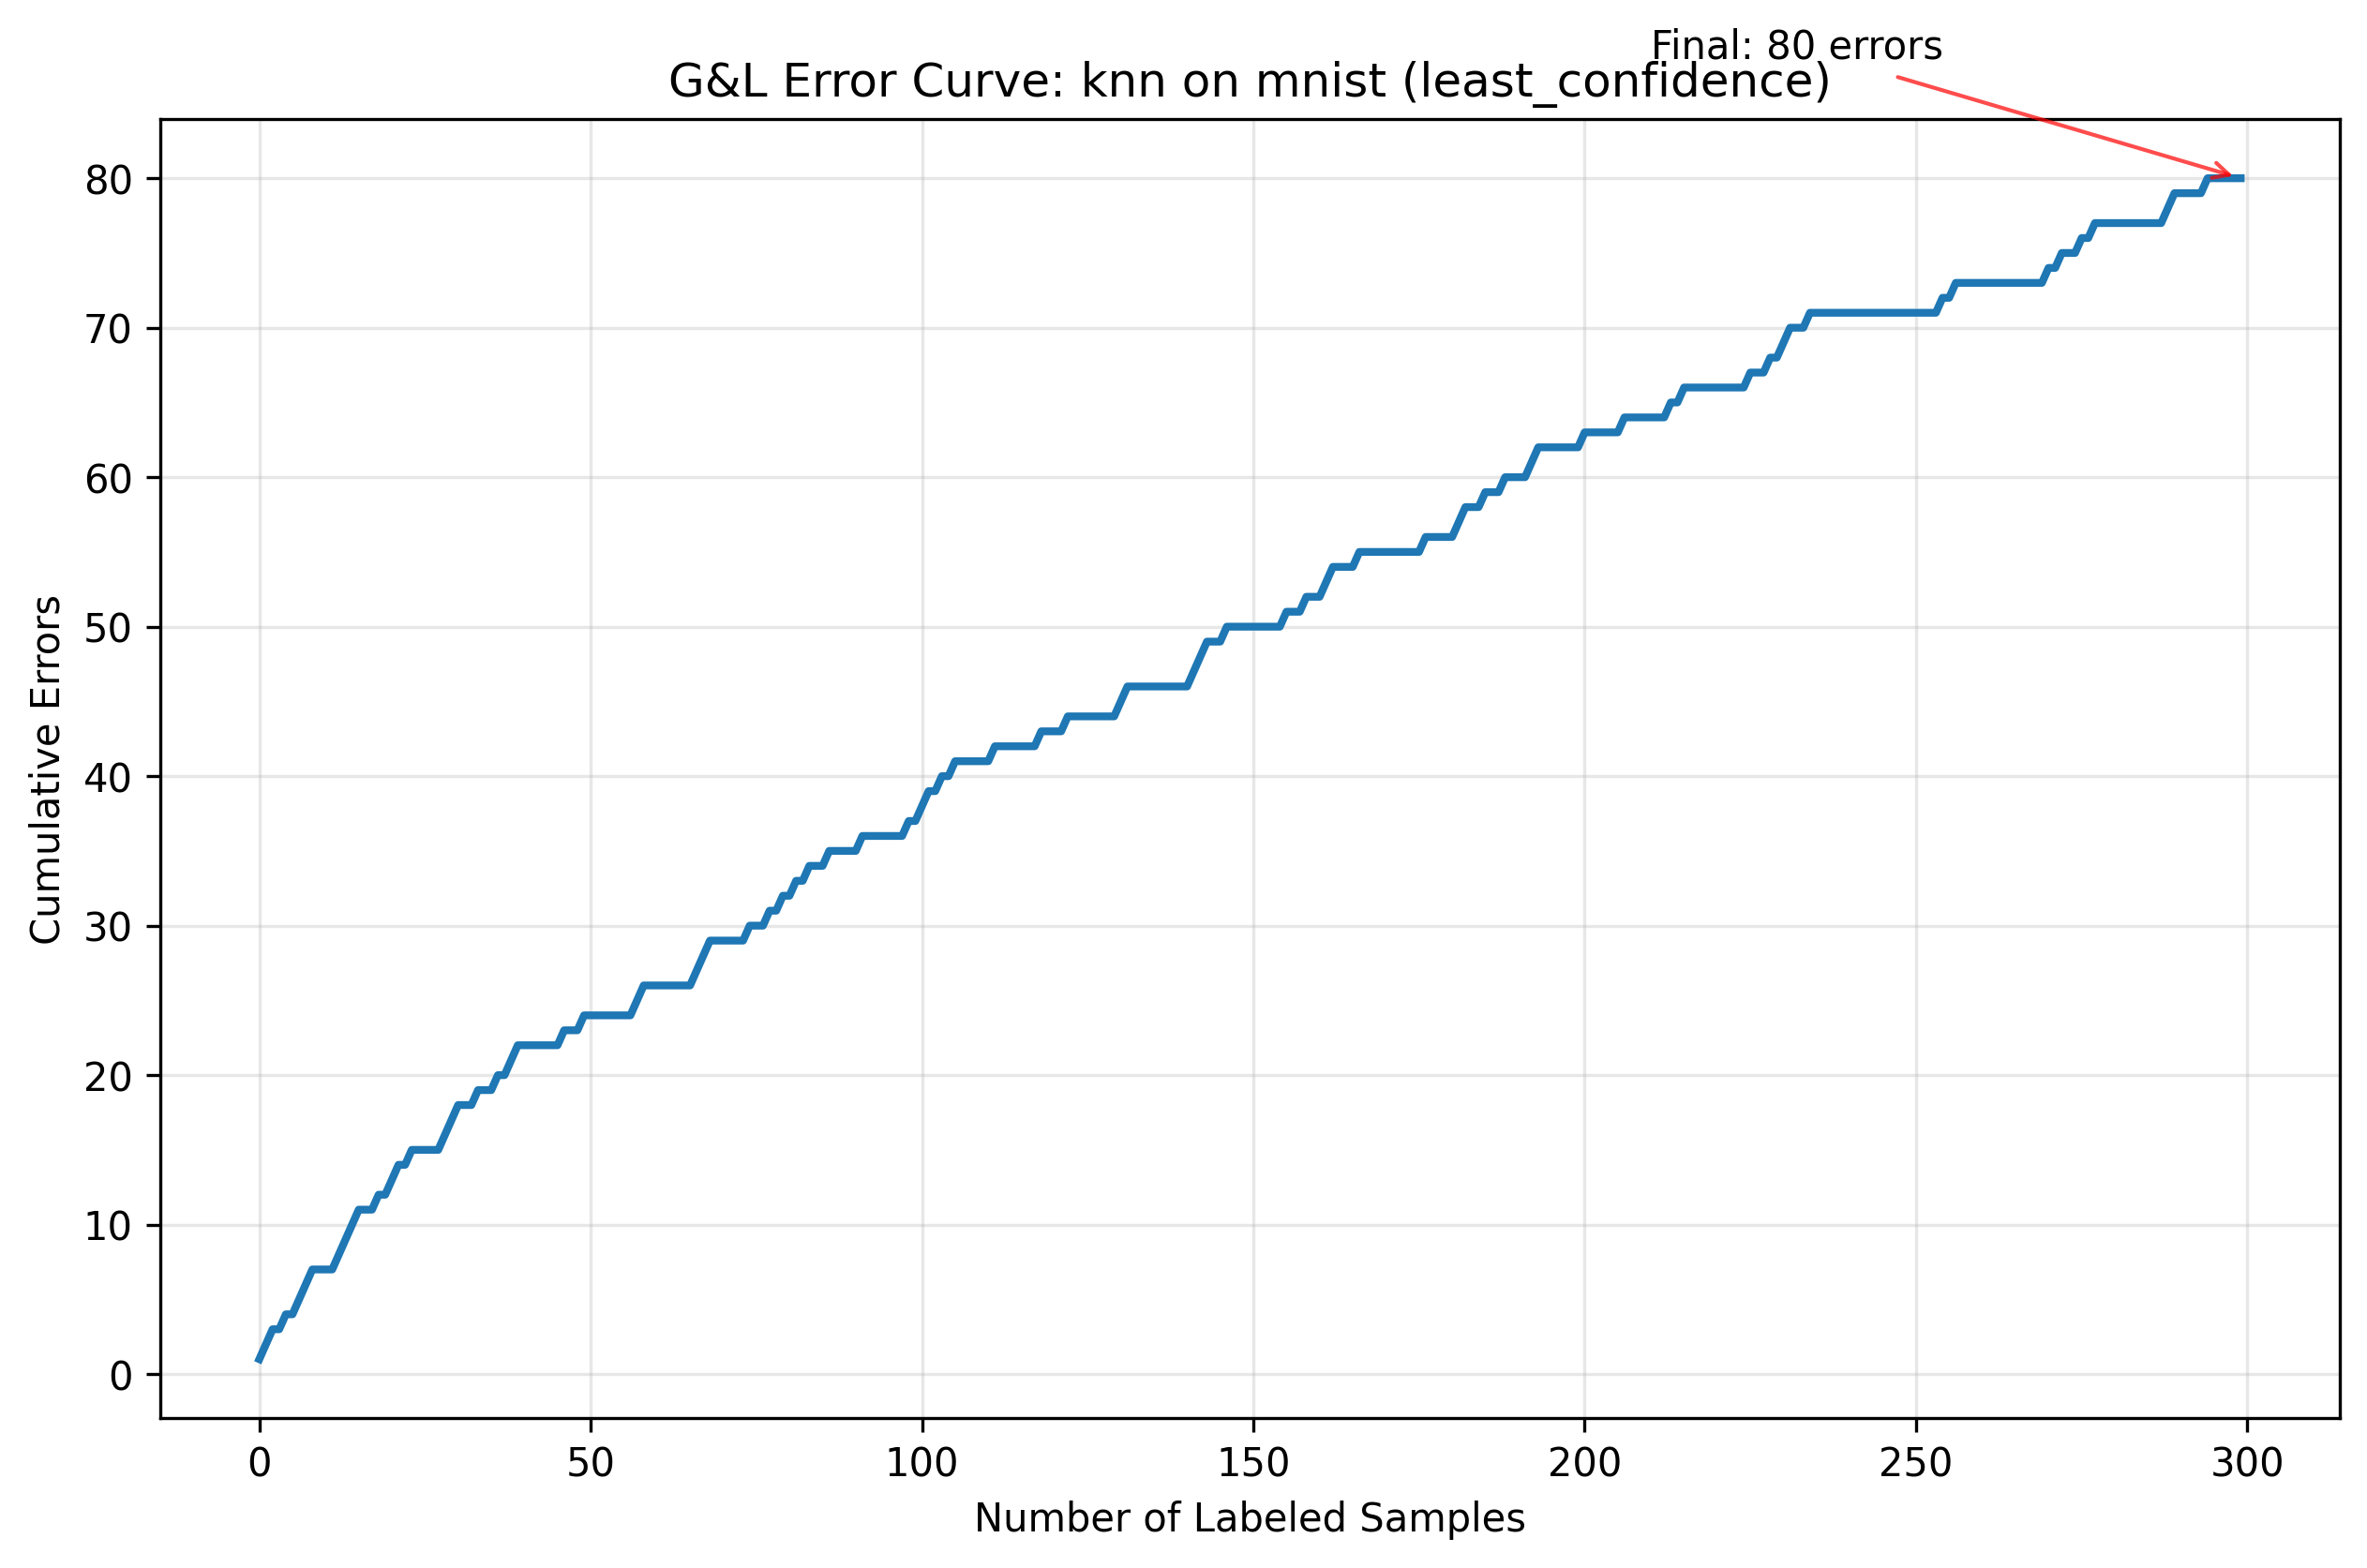 Final: 80 errors
G&L Error Curve: knn on mnist (least_confidence)
Cumulative Errors
80
70
60
50
40
30
20
10
0
0 50 100 150 200 250 300
Number of Labeled Samples